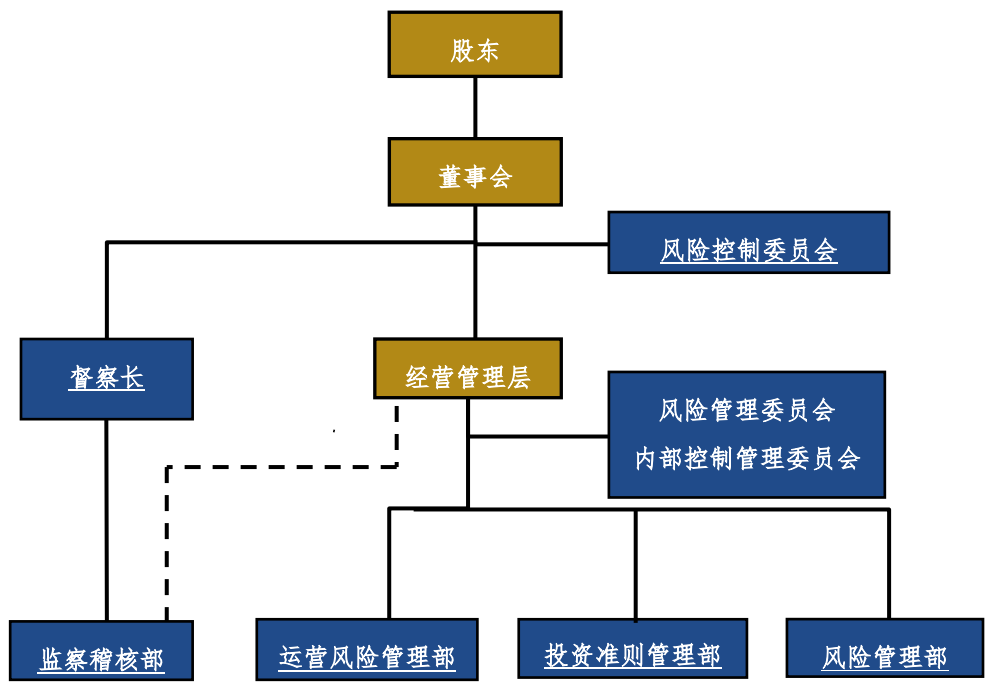 股东
董事会
风险控制委员会
督察长
经营管理层
风险管理委员会
内部控制管理委员会
监察稽核部
运营风险管理部
投资准则管理部
风险管理部